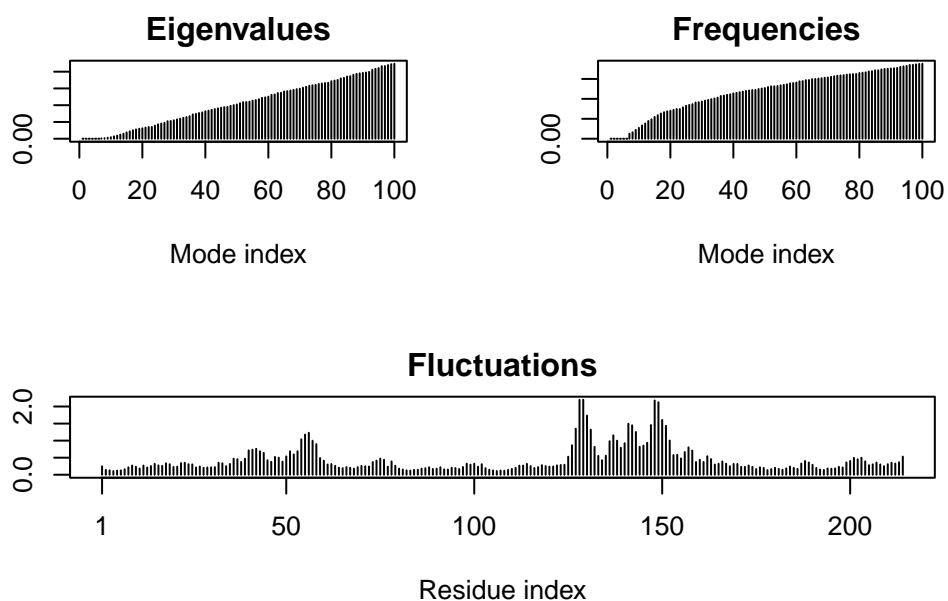 Eigenvalues
0.00
0 20 40 60 80 100
Mode index
Frequencies
0.00
0 20 40 60 80 100
Mode index
Fluctuations
2.0
0.0
1 50 100 150 200
Residue index